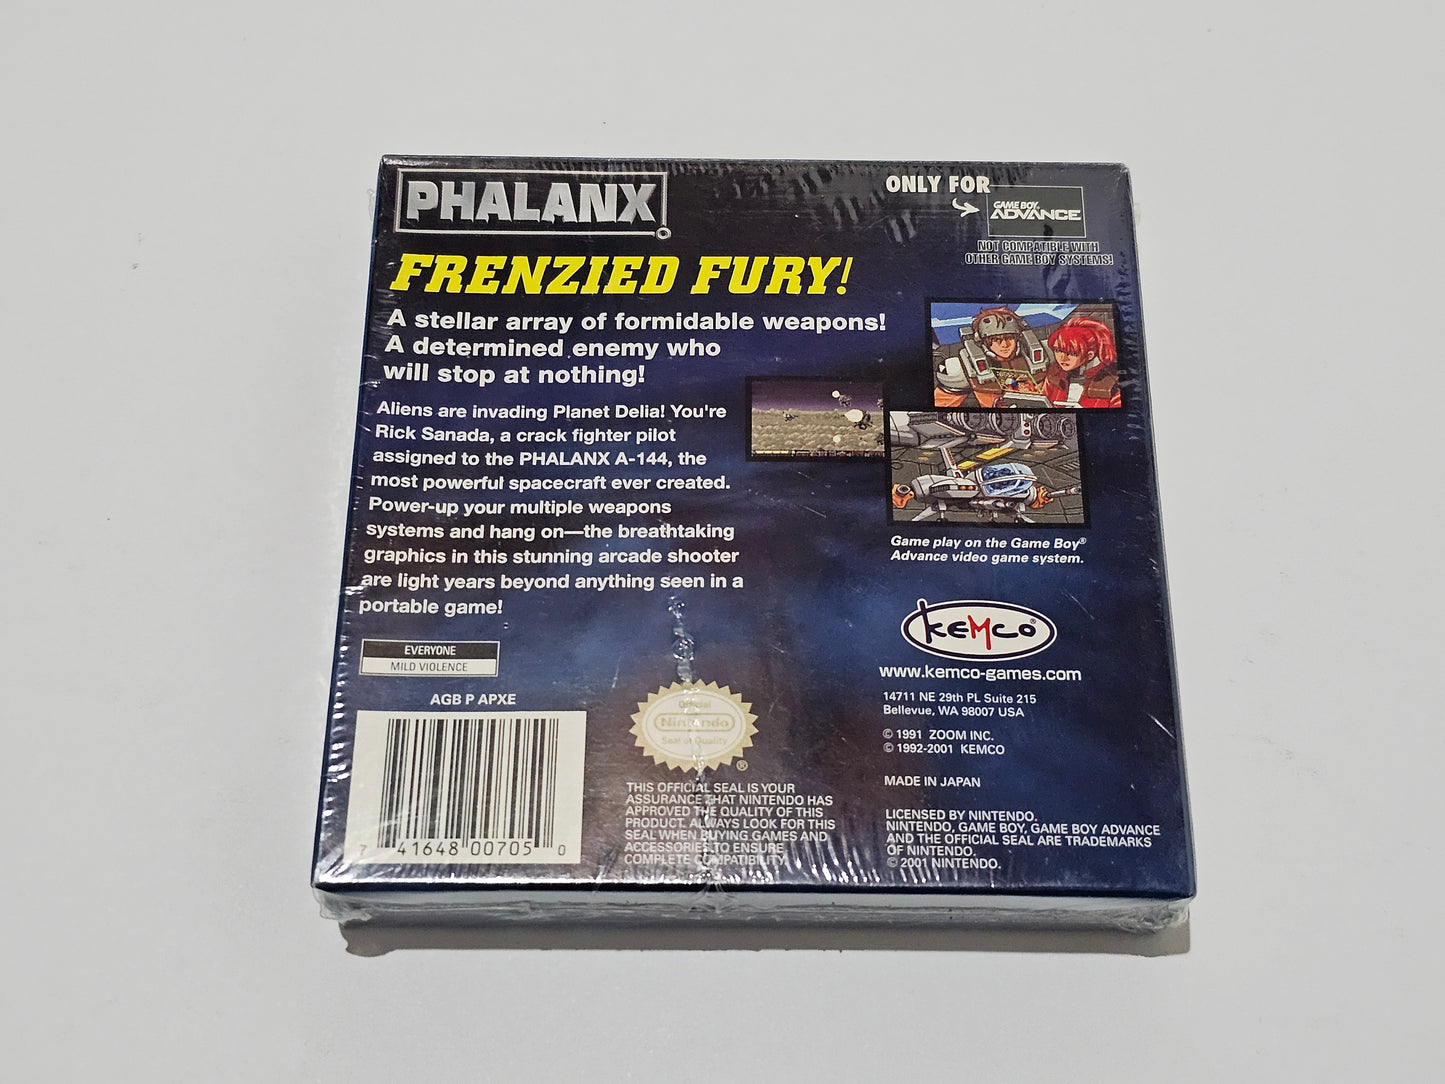 PHALANX
ONLY FOR
GAME BOY
ADVANCE
NOT COMPATIBLE WITH
OTHER GAME BOY SYSTEMS!
FRENZIED FURY!
A stellar array of formidable weapons!
A determined enemy who
will stop at nothing!
Aliens are invading Planet Delia! You're
Rick Sanada, a crack fighter pilot
assigned to the PHALANX A-144, the
most powerful spacecraft ever created.
Power-up your multiple weapons
systems and hang on—the breathtaking
graphics in this stunning arcade shooter
are light years beyond anything seen in a
portable game!
Game play on the Game Boy®
Advance video game system.
KEMCO®
www.kemco-games.com
14711 NE 29th PL Suite 215
Bellevue, WA 98007 USA
© 1991 ZOOM INC.
© 1992-2001 KEMCO
MADE IN JAPAN
LICENSED BY NINTENDO.
NINTENDO, GAME BOY, GAME BOY ADVANCE
AND THE OFFICIAL SEAL ARE TRADEMARKS
OF NINTENDO.
© 2001 NINTENDO.
EVERYONE
MILD VIOLENCE
AGB P APXE
7 41648 00705 0
Official
Nintendo
Seal of Quality
®
THIS OFFICIAL SEAL IS YOUR
ASSURANCE THAT NINTENDO HAS
APPROVED THE QUALITY OF THIS
PRODUCT. ALWAYS LOOK FOR THIS
SEAL WHEN BUYING GAMES AND
ACCESSORIES TO ENSURE
COMPLETE COMPATIBILITY.